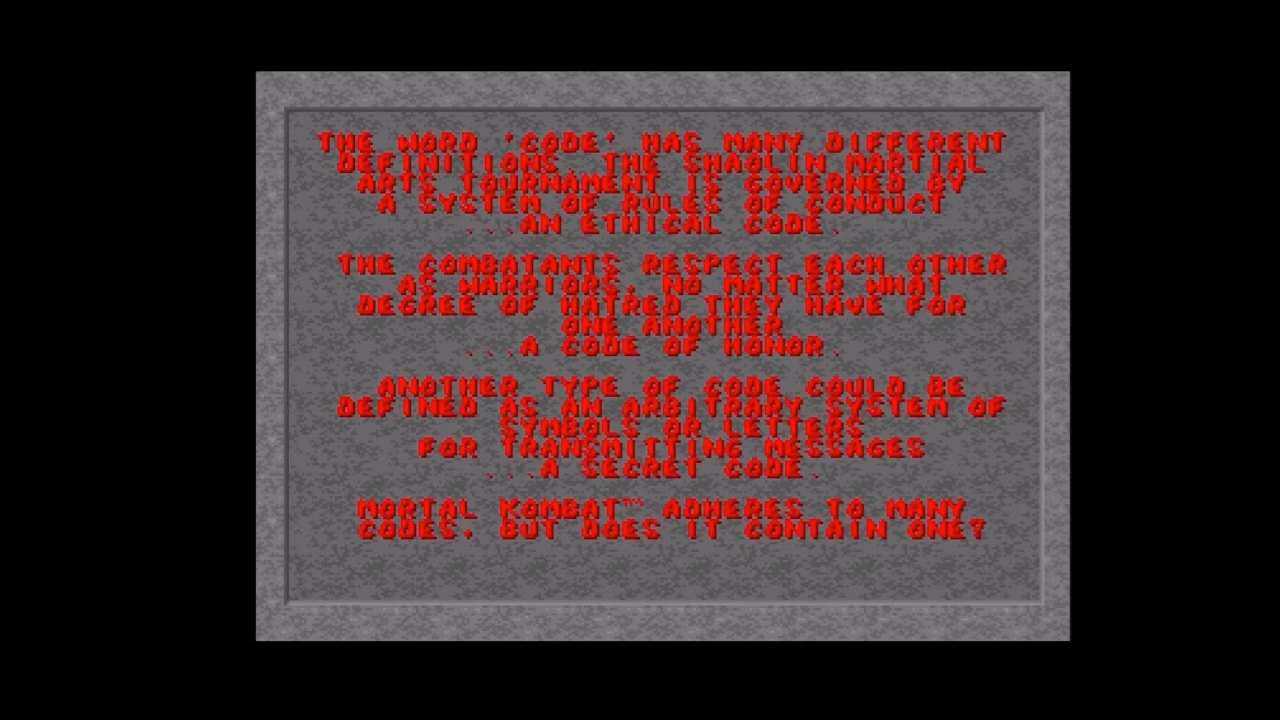 THE WORD 'CODE' HAS MANY DIFFERENT
DEFINITIONS. THE SHAOLIN MARTIAL
ARTS TOURNAMENT IS GOVERNED BY
A SYSTEM OF RULES OF CONDUCT
...AN ETHICAL CODE.
THE COMBATANTS RESPECT EACH OTHER
AS WARRIORS, NO MATTER WHAT
DEGREE OF HATRED THEY HAVE FOR
ONE ANOTHER
...A CODE OF HONOR.
ANOTHER TYPE OF CODE COULD BE
DEFINED AS AN ARBITRARY SYSTEM OF
SYMBOLS OR LETTERS
FOR TRANSMITTING MESSAGES
...A SECRET CODE.
MORTAL KOMBAT™ ADHERES TO MANY
CODES, BUT DOES IT CONTAIN ONE?